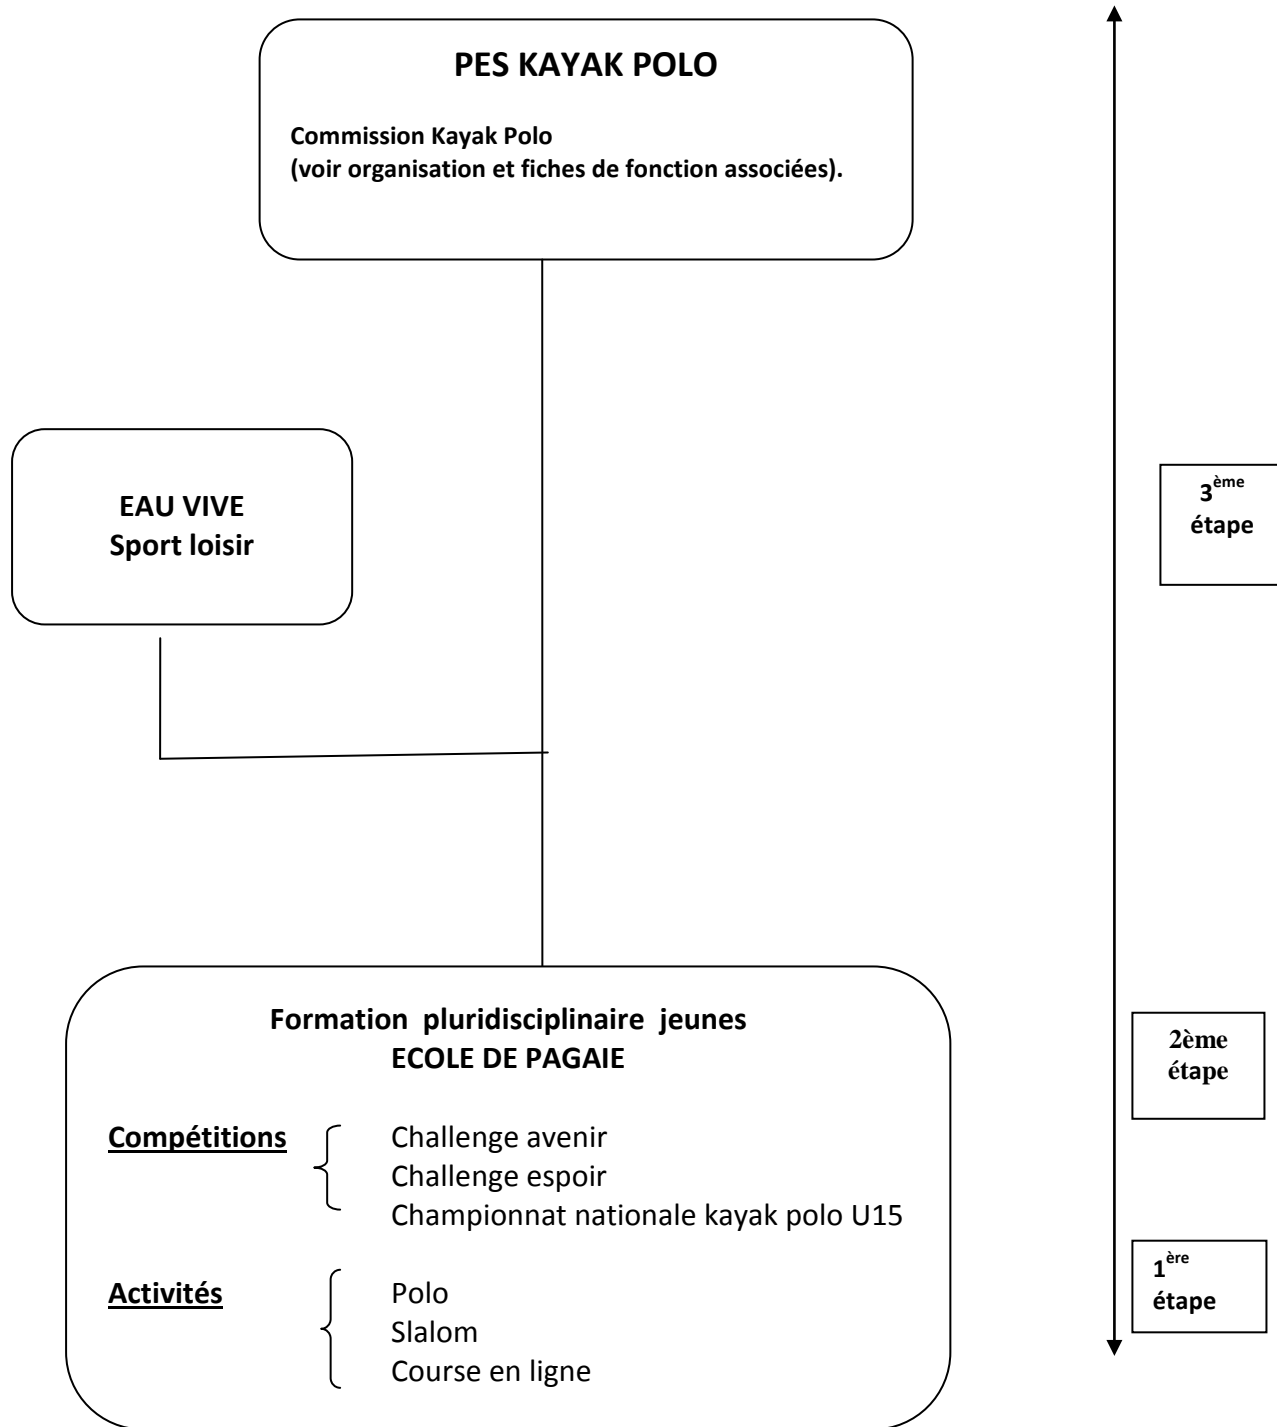 PES KAYAK POLO
Commission Kayak Polo
(voir organisation et fiches de fonction associées).
EAU VIVE
Sport loisir
3ème
étape
Formation pluridisciplinaire jeunes
ECOLE DE PAGAIE
2ème
étape
Compétitions Challenge avenir
Challenge espoir
Championnat nationale kayak polo U15
Activités Polo
Slalom
Course en ligne
1ère
étape